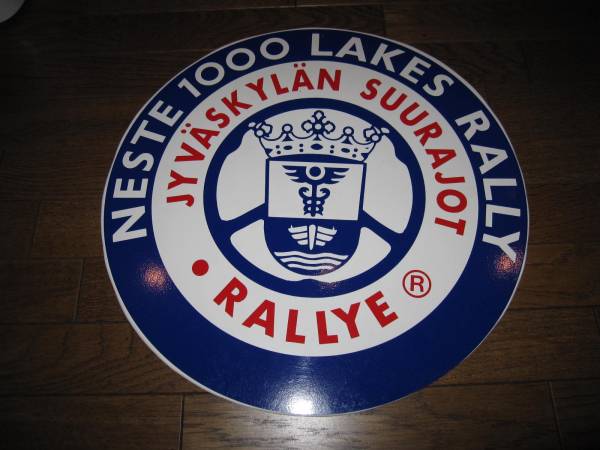 NESTE 1000 LAKES RALLY
JYVÄSKYLÄN SUURAJOT
• RALLYE ®